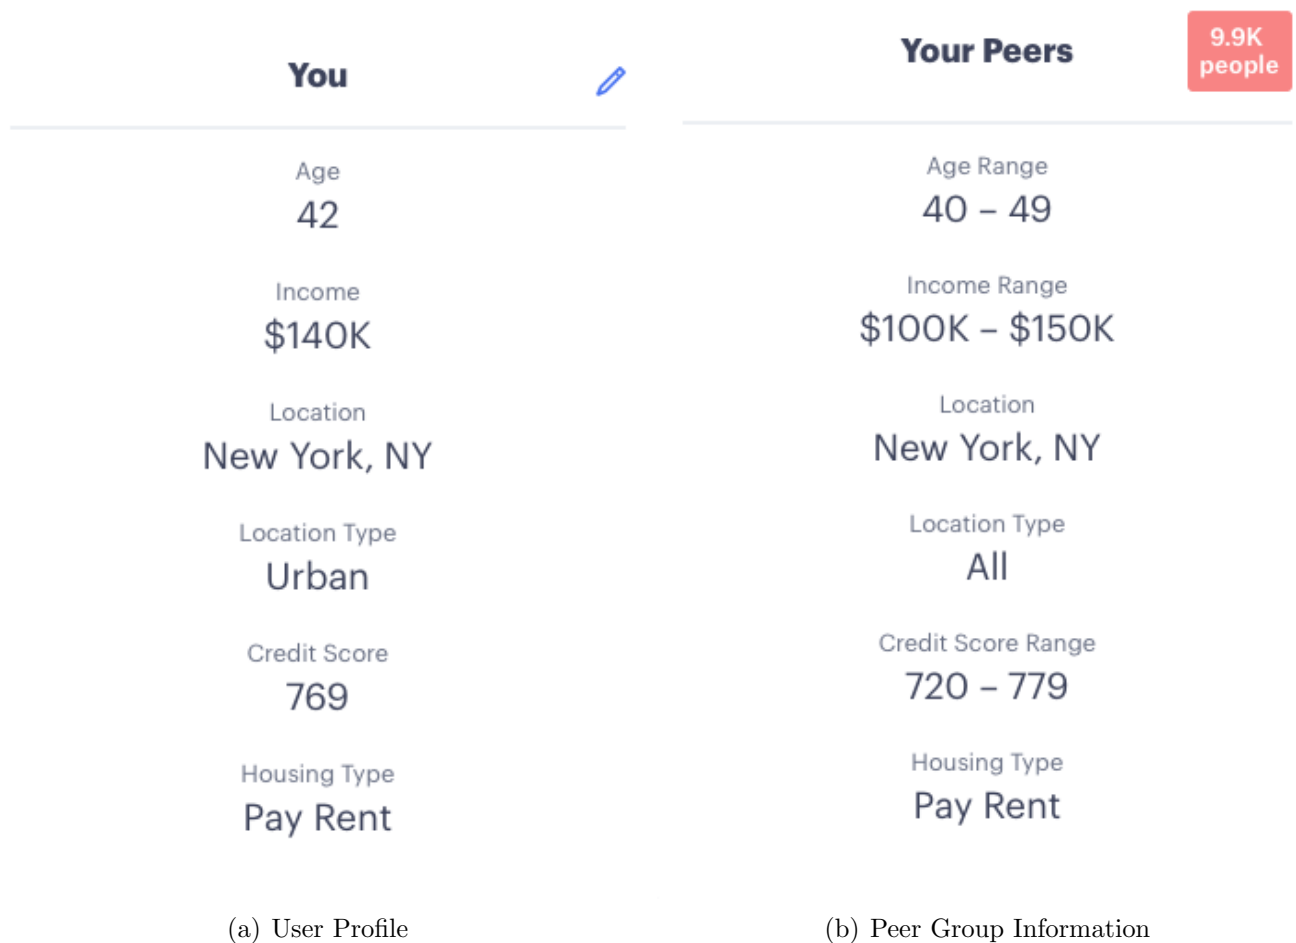 You
Age
42
Income
$140K
Location
New York, NY
Location Type
Urban
Credit Score
769
Housing Type
Pay Rent
(a) User Profile
Your Peers
9.9K
people
Age Range
40 – 49
Income Range
$100K – $150K
Location
New York, NY
Location Type
All
Credit Score Range
720 – 779
Housing Type
Pay Rent
(b) Peer Group Information